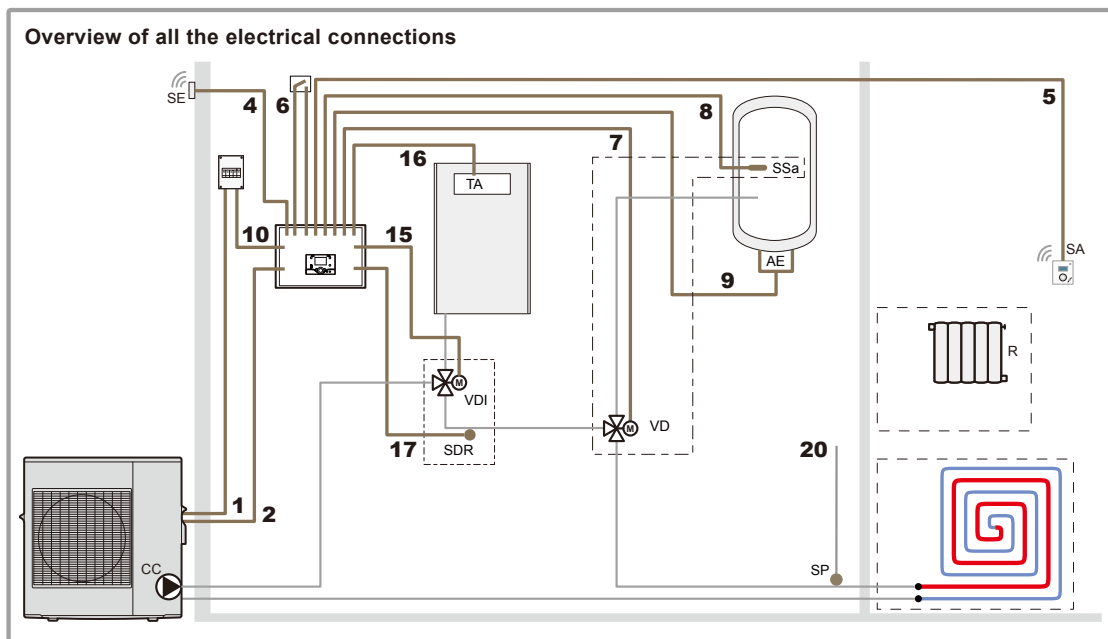 Overview of all the electrical connections
SE
4
6
8
5
7
16
TA
SSa
10
15
SA
9
AE
R
VDI
VD
17
SDR
20
1
2
CC
SP
M
M